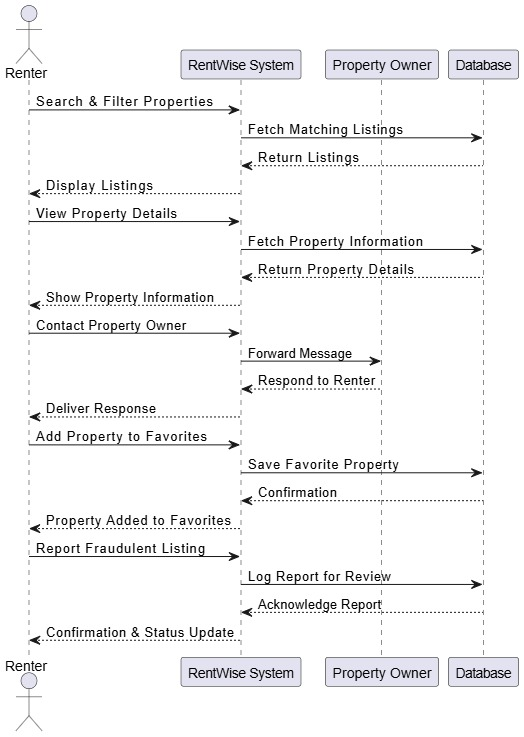 Renter
RentWise System
Property Owner
Database
Search & Filter Properties
Fetch Matching Listings
Return Listings
Display Listings
View Property Details
Fetch Property Information
Return Property Details
Show Property Information
Contact Property Owner
Forward Message
Respond to Renter
Deliver Response
Add Property to Favorites
Save Favorite Property
Confirmation
Property Added to Favorites
Report Fraudulent Listing
Log Report for Review
Acknowledge Report
Confirmation & Status Update
Renter
RentWise System
Property Owner
Database